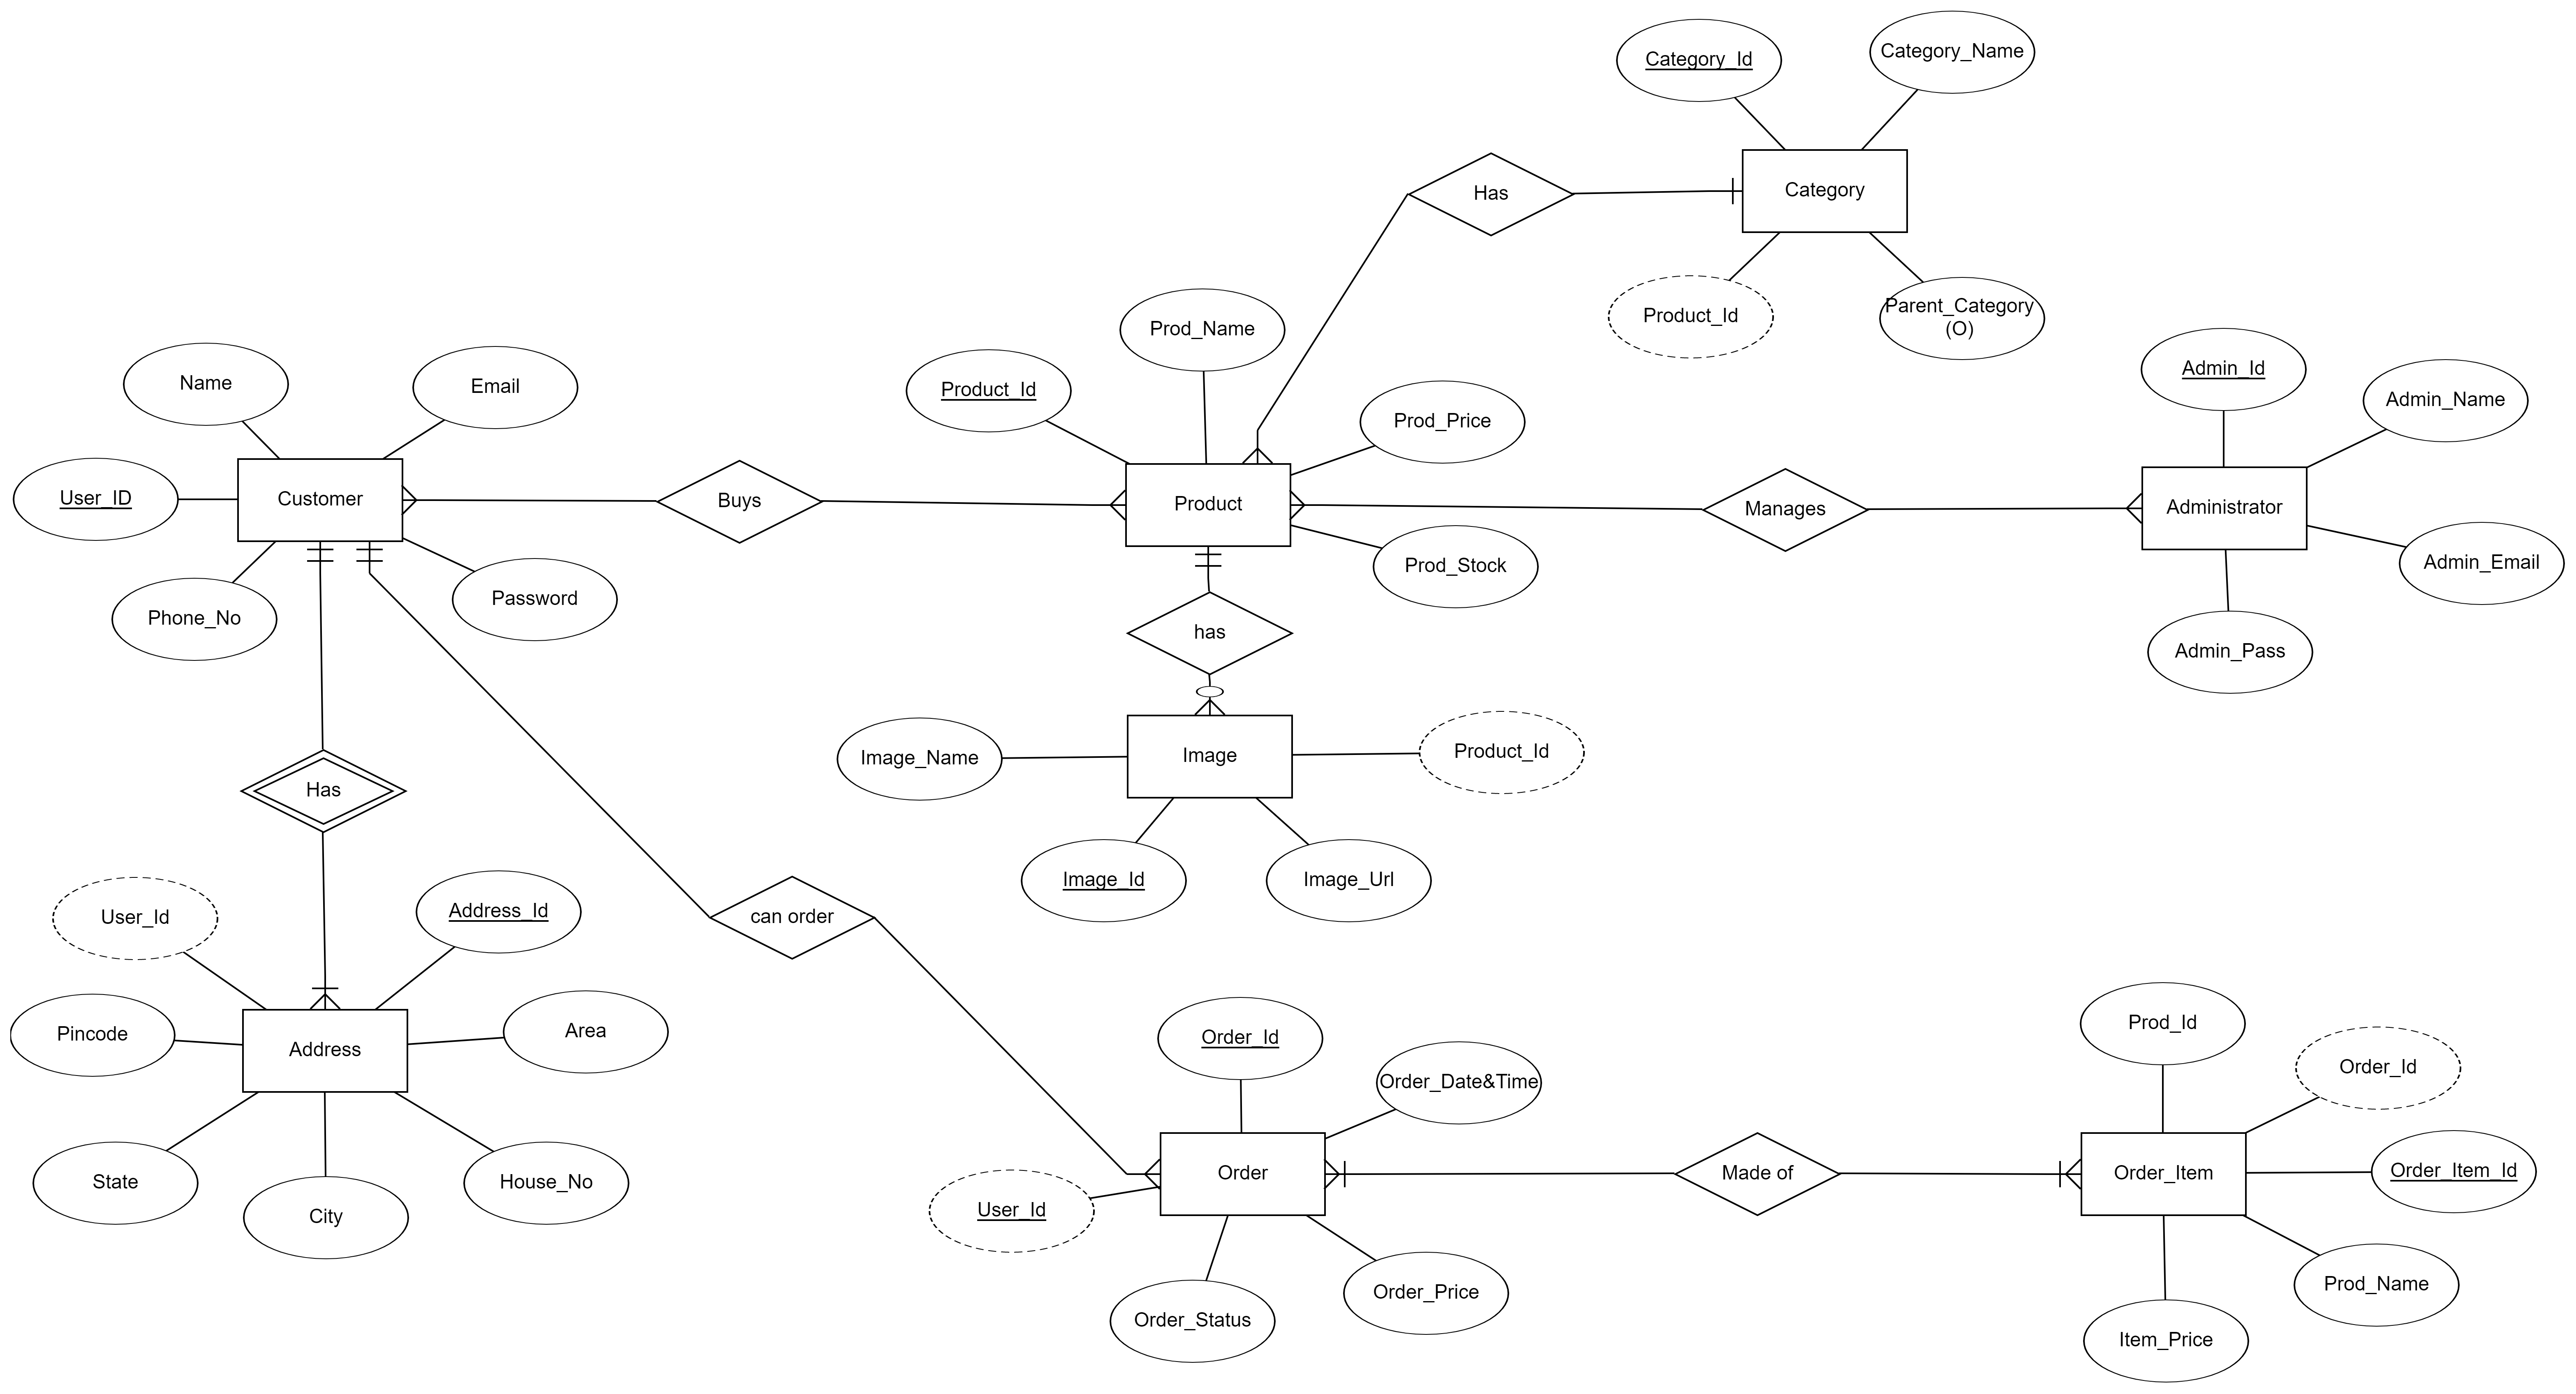 Category_Id
Category_Name
Has
Category
Product_Id
Parent_Category
(O)
Prod_Name
Product_Id
Prod_Price
Admin_Id
Admin_Name
Name
Email
User_ID
Customer
Buys
Product
Manages
Administrator
Phone_No
Password
Prod_Stock
Admin_Email
Admin_Pass
has
Image_Name
Image
Product_Id
Image_Id
Image_Url
Has
can order
User_Id
Address_Id
Pincode
Address
Area
State
City
House_No
Order_Id
Order_Date&Time
Prod_Id
Order_Id
Order
Made of
Order_Item
Order_Item_Id
User_Id
Order_Status
Order_Price
Prod_Name
Item_Price